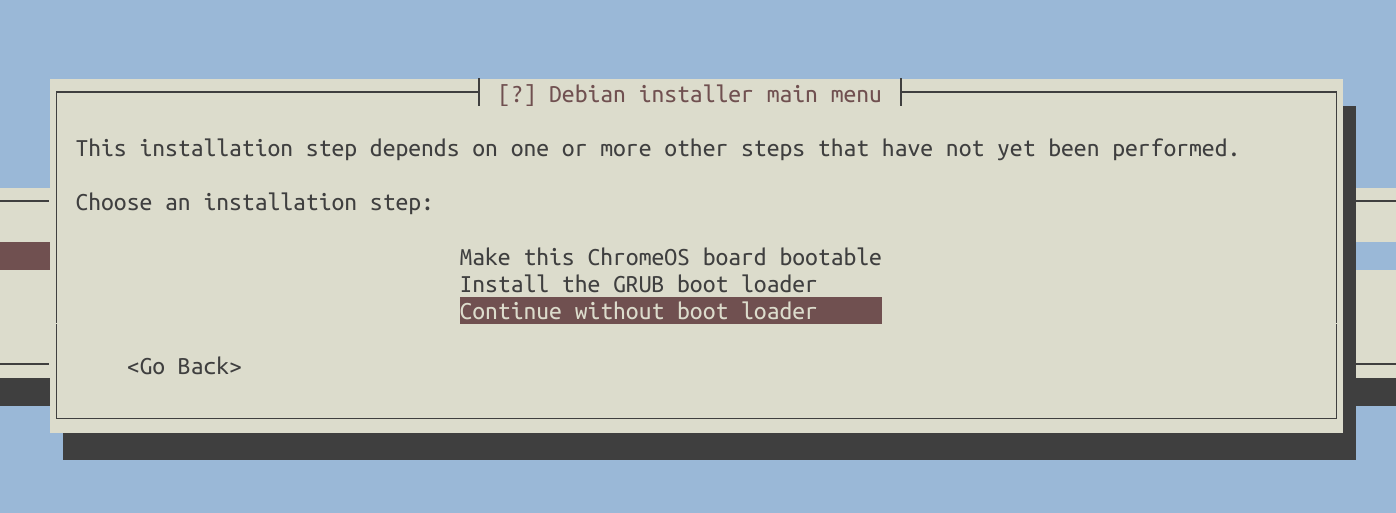 [?] Debian installer main menu
This installation step depends on one or more other steps that have not yet been performed.
Choose an installation step:
Make this ChromeOS board bootable
Install the GRUB boot loader
Continue without boot loader
<Go Back>